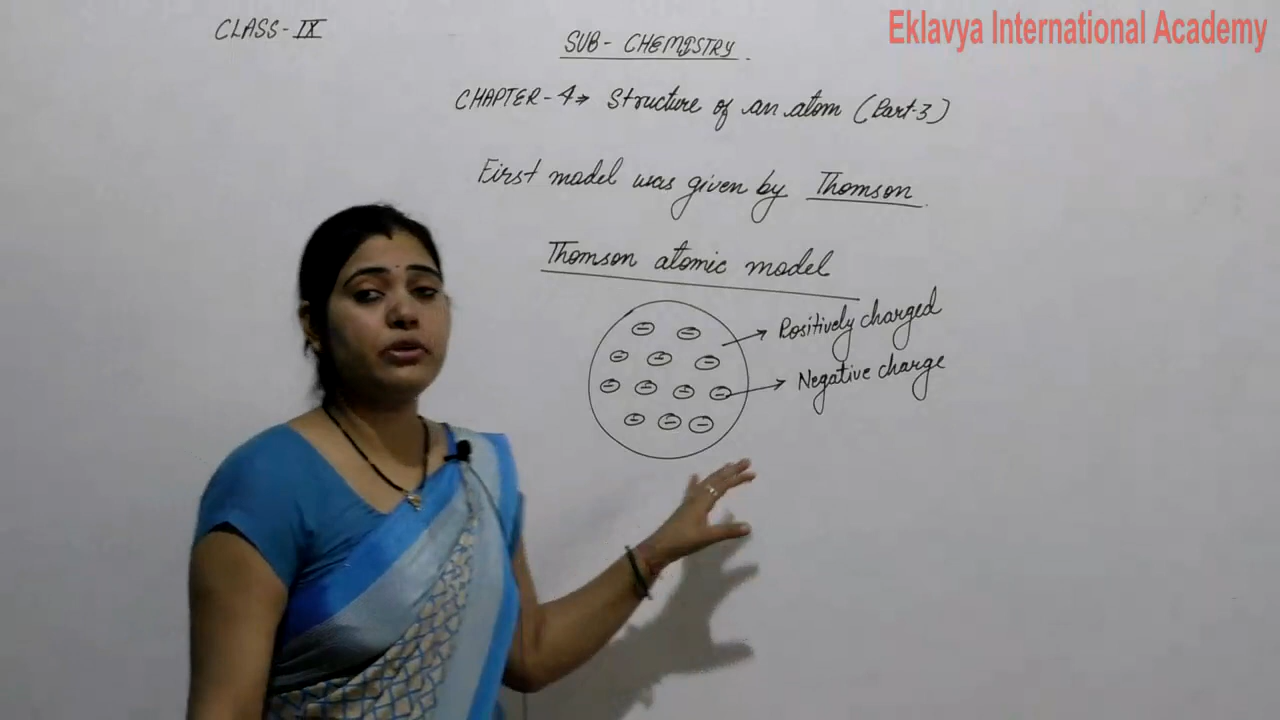 Eklavya International Academy
CLASS-IX
SUB- CHEMISTRY.
CHAPTER-4⇒ Structure of an atom (Part-3)
First model was given by Thomson.
Thomson atomic model
Positively charged
Negative charge